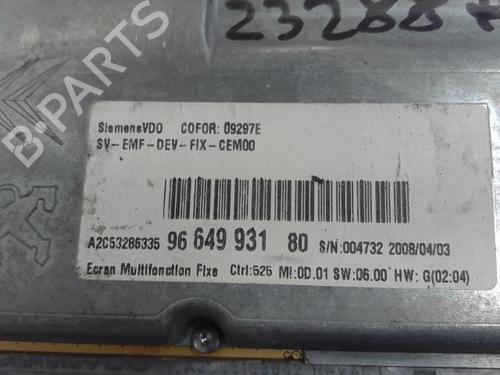 23288
SiemensVDO COFOR: 09297E
SV-EMF-DEV-FIX-CEM00
A2C53286335 96 649 931 80 S/N:004732 2008/04/03
Ecran Multifonction Fixe Ctrl:525 MI:0D.01 SW:06.00 HW: G(02:04)